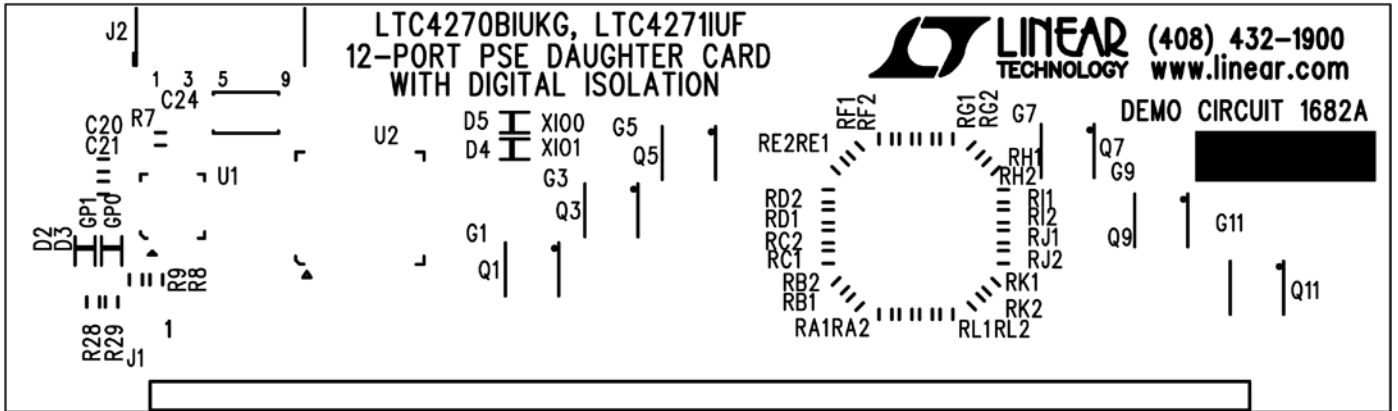 J2
LTC4270BIUKG, LTC4271IUF
12-PORT PSE DAUGHTER CARD
WITH DIGITAL ISOLATION
LINEAR
TECHNOLOGY
(408) 432-1900
www.linear.com
DEMO CIRCUIT 1682A
1 3 5 9
C24
R7
C20
C21
U1
U2
D5 XIO0
D4 XIO1
G5
Q5
G3
Q3
G1
Q1
GP1
GP0
D2
D3
R9
R8
R28
R29
1
J1
RF1
RF2
RG1
RG2
RE2RE1
RH1
RH2
RD2
RD1
RC2
RC1
RB2
RB1
RA1RA2
RI1
RI2
RJ1
RJ2
RK1
RK2
RL1RL2
G7
Q7
G9
Q9
G11
Q11